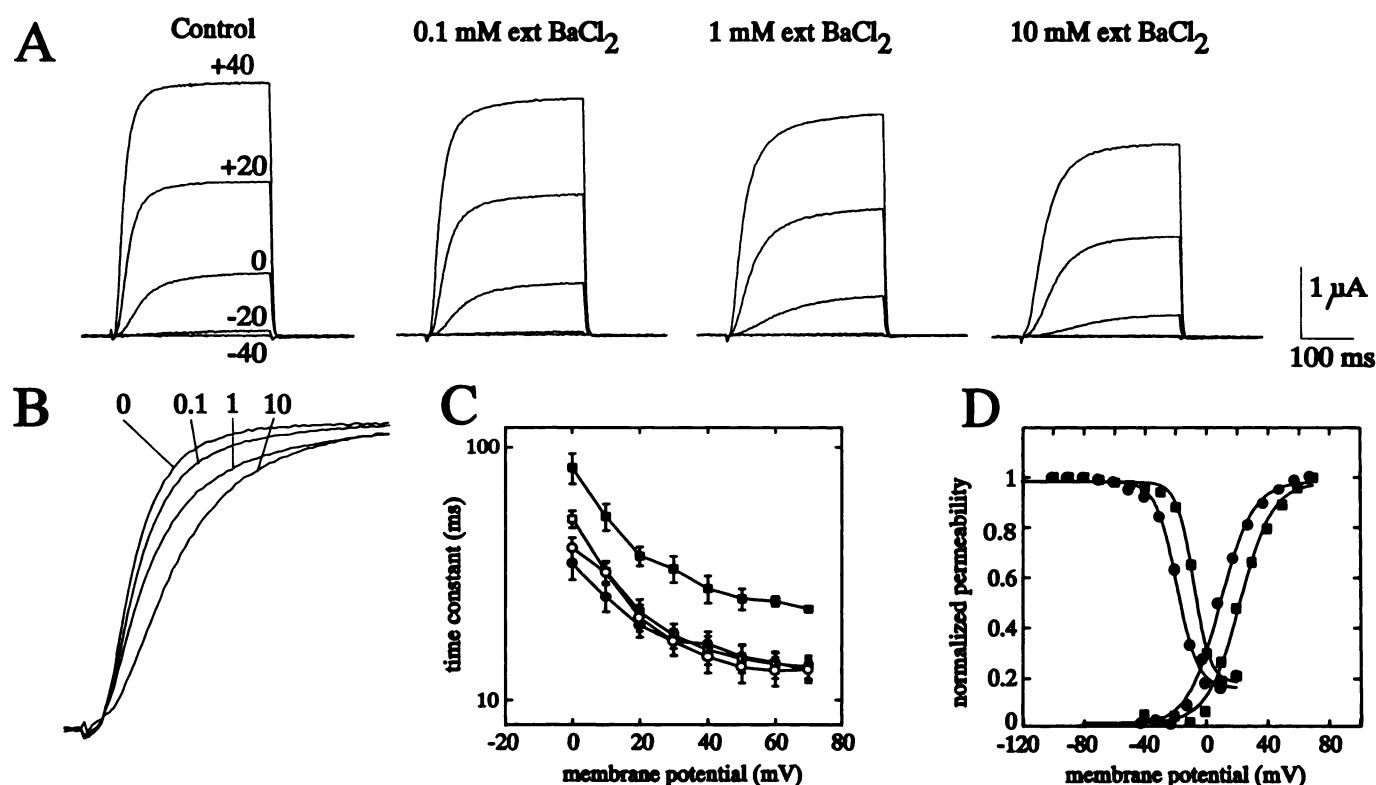 A
Control
0.1 mM ext BaCl2
1 mM ext BaCl2
10 mM ext BaCl2
+40
+20
0
-20
-40
1 µA
100 ms
B
0 0.1 1 10
C
100
10
time constant (ms)
-20 0 20 40 60 80
membrane potential (mV)
D
1
0.8
0.6
0.4
0.2
0
normalized permeability
-120 -80 -40 0 40 80
membrane potential (mV)